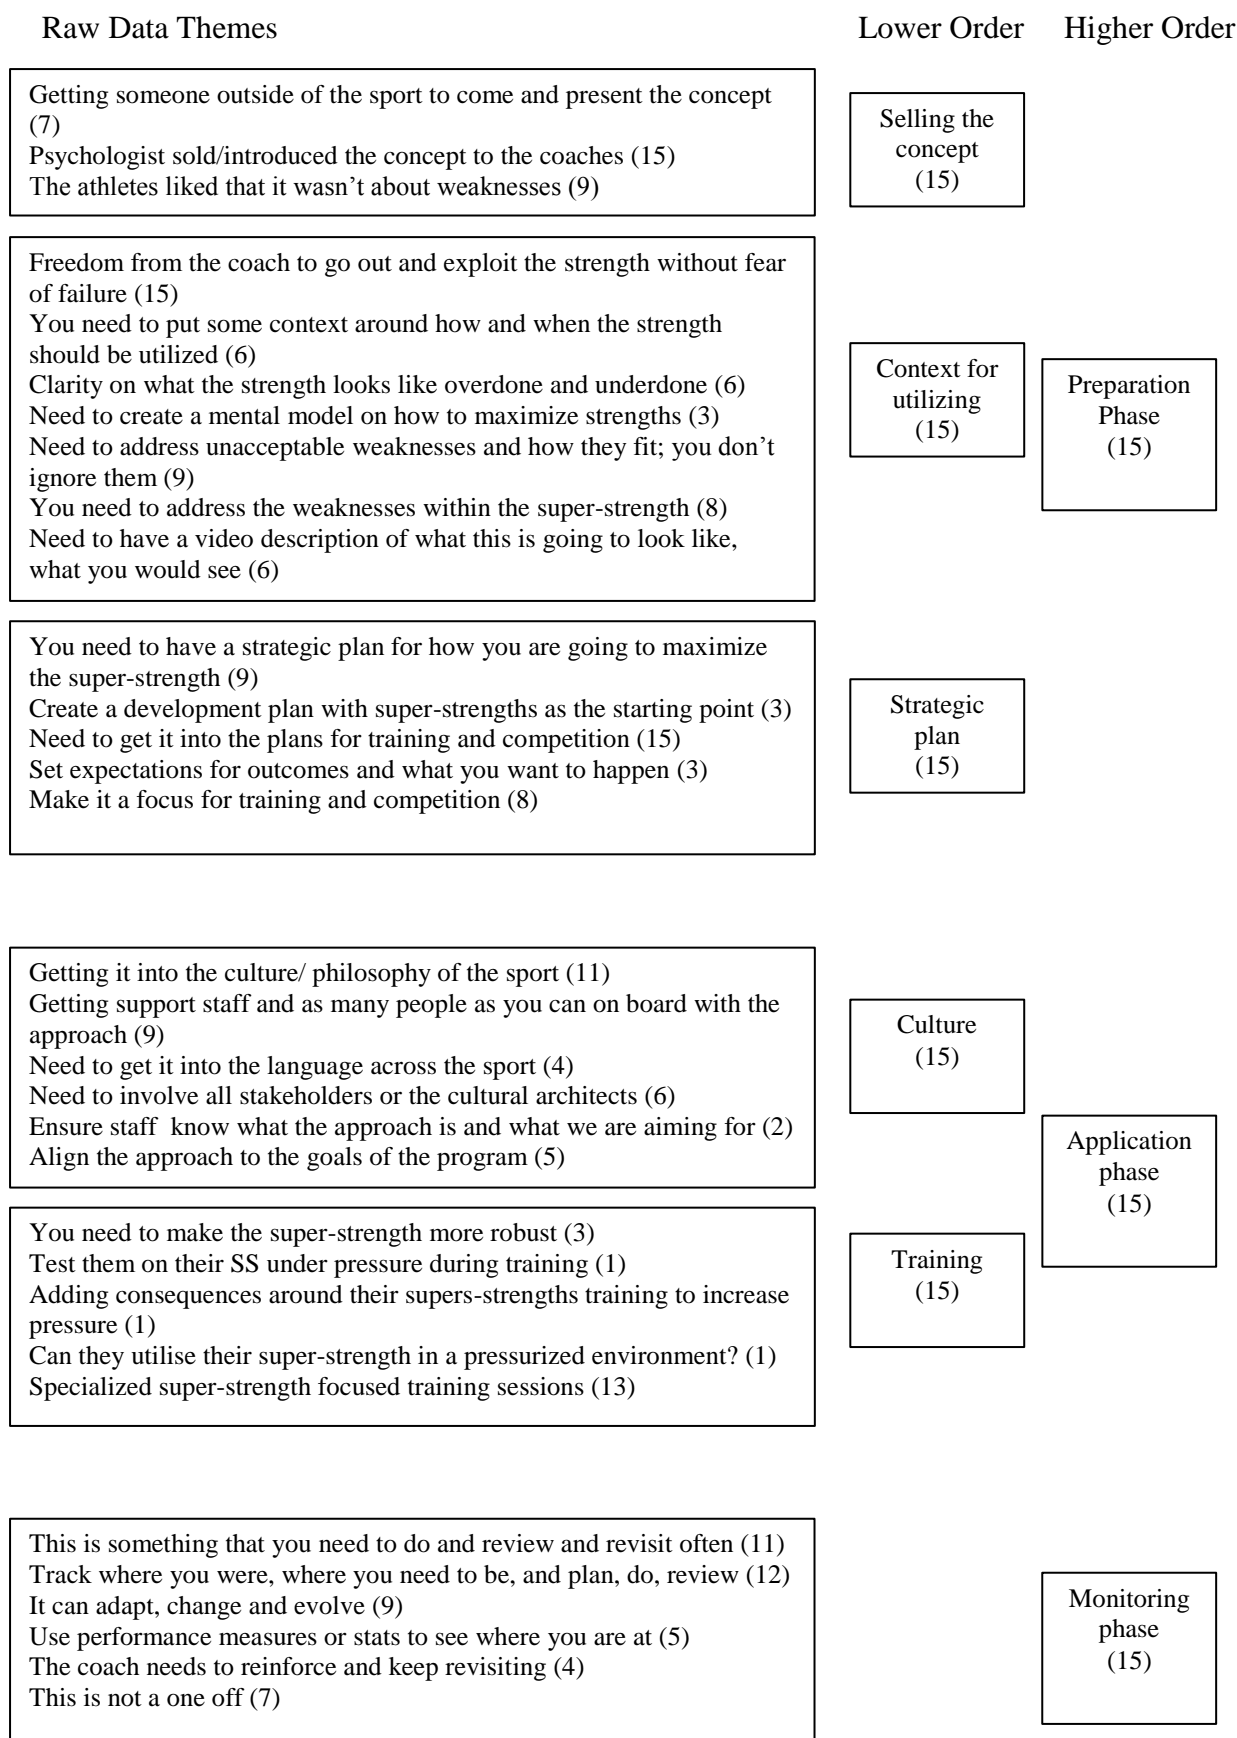 Raw Data Themes
Lower Order
Higher Order
Getting someone outside of the sport to come and present the concept
(7)
Psychologist sold/introduced the concept to the coaches (15)
The athletes liked that it wasn’t about weaknesses (9)
Selling the
concept
(15)
Freedom from the coach to go out and exploit the strength without fear
of failure (15)
You need to put some context around how and when the strength
should be utilized (6)
Clarity on what the strength looks like overdone and underdone (6)
Need to create a mental model on how to maximize strengths (3)
Need to address unacceptable weaknesses and how they fit; you don’t
ignore them (9)
You need to address the weaknesses within the super-strength (8)
Need to have a video description of what this is going to look like,
what you would see (6)
Context for
utilizing
(15)
Preparation
Phase
(15)
You need to have a strategic plan for how you are going to maximize
the super-strength (9)
Create a development plan with super-strengths as the starting point (3)
Need to get it into the plans for training and competition (15)
Set expectations for outcomes and what you want to happen (3)
Make it a focus for training and competition (8)
Strategic
plan
(15)
Getting it into the culture/ philosophy of the sport (11)
Getting support staff and as many people as you can on board with the
approach (9)
Need to get it into the language across the sport (4)
Need to involve all stakeholders or the cultural architects (6)
Ensure staff  know what the approach is and what we are aiming for (2)
Align the approach to the goals of the program (5)
Culture
(15)
Application
phase
(15)
You need to make the super-strength more robust (3)
Test them on their SS under pressure during training (1)
Adding consequences around their supers-strengths training to increase
pressure (1)
Can they utilise their super-strength in a pressurized environment? (1)
Specialized super-strength focused training sessions (13)
Training
(15)
This is something that you need to do and review and revisit often (11)
Track where you were, where you need to be, and plan, do, review (12)
It can adapt, change and evolve (9)
Use performance measures or stats to see where you are at (5)
The coach needs to reinforce and keep revisiting (4)
This is not a one off (7)
Monitoring
phase
(15)